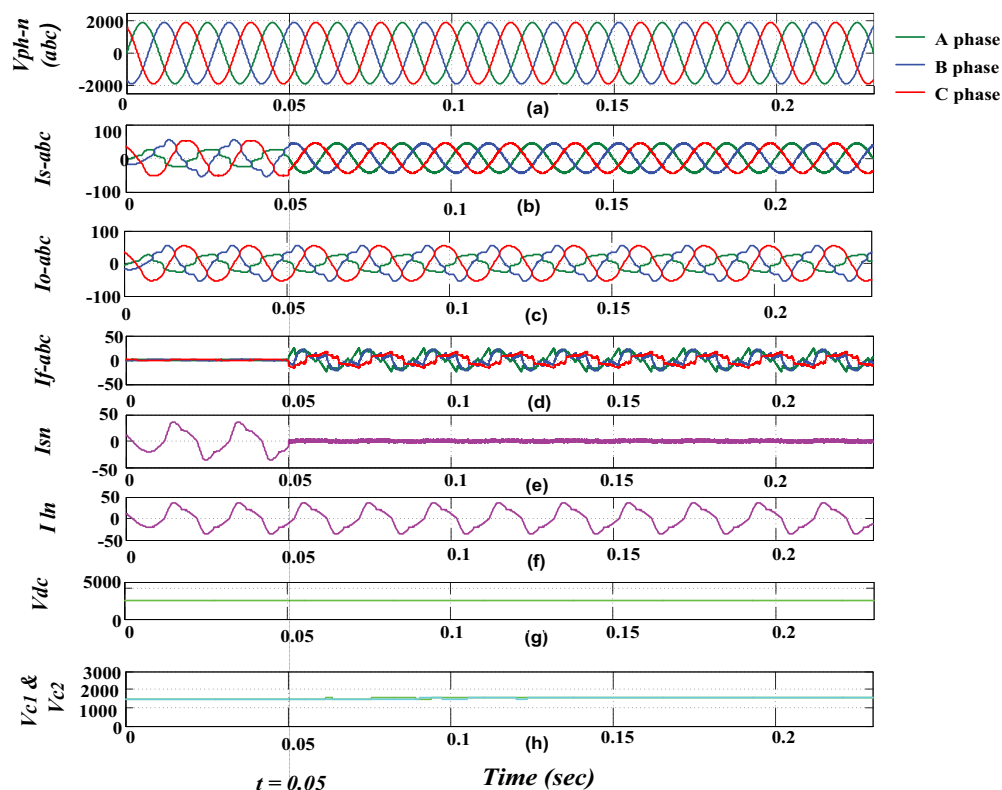 Vph-n
(abc)
2000
0
-2000
0
0.05
0.1
0.15
0.2
(a)
A phase
B phase
C phase
Is-abc
100
0
-100
0
0.05
0.1
0.15
0.2
(b)
Io-abc
100
0
-100
0
0.05
0.1
0.15
0.2
(c)
If-abc
50
0
-50
0
0.05
0.1
0.15
0.2
(d)
Isn
50
0
-50
0
0.05
0.1
0.15
0.2
(e)
I ln
50
0
-50
0
0.05
0.1
0.15
0.2
(f)
Vdc
5000
0
0
0.05
0.1
0.15
0.2
(g)
Vc1 &
Vc2
3000
2000
1000
0
0
0.05
0.1
0.15
0.2
(h)
t = 0.05
Time (sec)